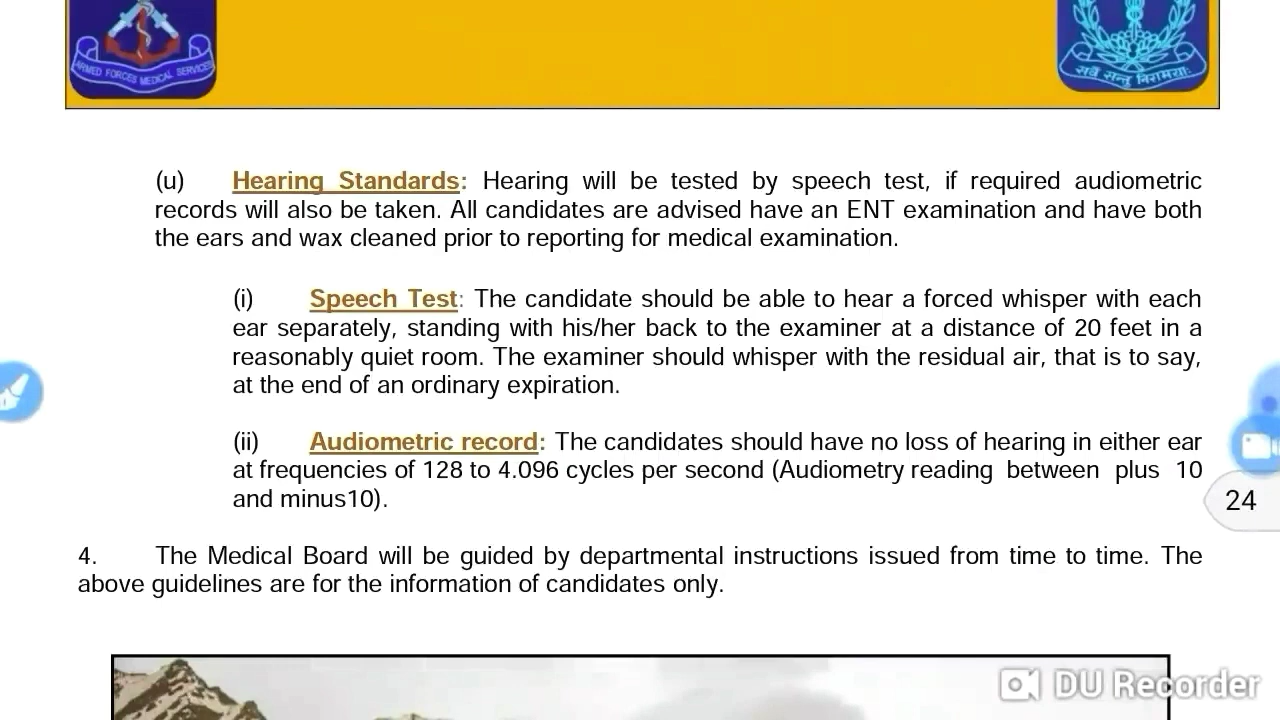 ARMED FORCES MEDICAL SERVICES
सर्वे सन्तु निरामयाः
(u) Hearing Standards: Hearing will be tested by speech test, if required audiometric
records will also be taken. All candidates are advised have an ENT examination and have both
the ears and wax cleaned prior to reporting for medical examination.
(i) Speech Test: The candidate should be able to hear a forced whisper with each
ear separately, standing with his/her back to the examiner at a distance of 20 feet in a
reasonably quiet room. The examiner should whisper with the residual air, that is to say,
at the end of an ordinary expiration.
(ii) Audiometric record: The candidates should have no loss of hearing in either ear
at frequencies of 128 to 4.096 cycles per second (Audiometry reading between plus 10
and minus10).
24
4. The Medical Board will be guided by departmental instructions issued from time to time. The
above guidelines are for the information of candidates only.
DU Recorder